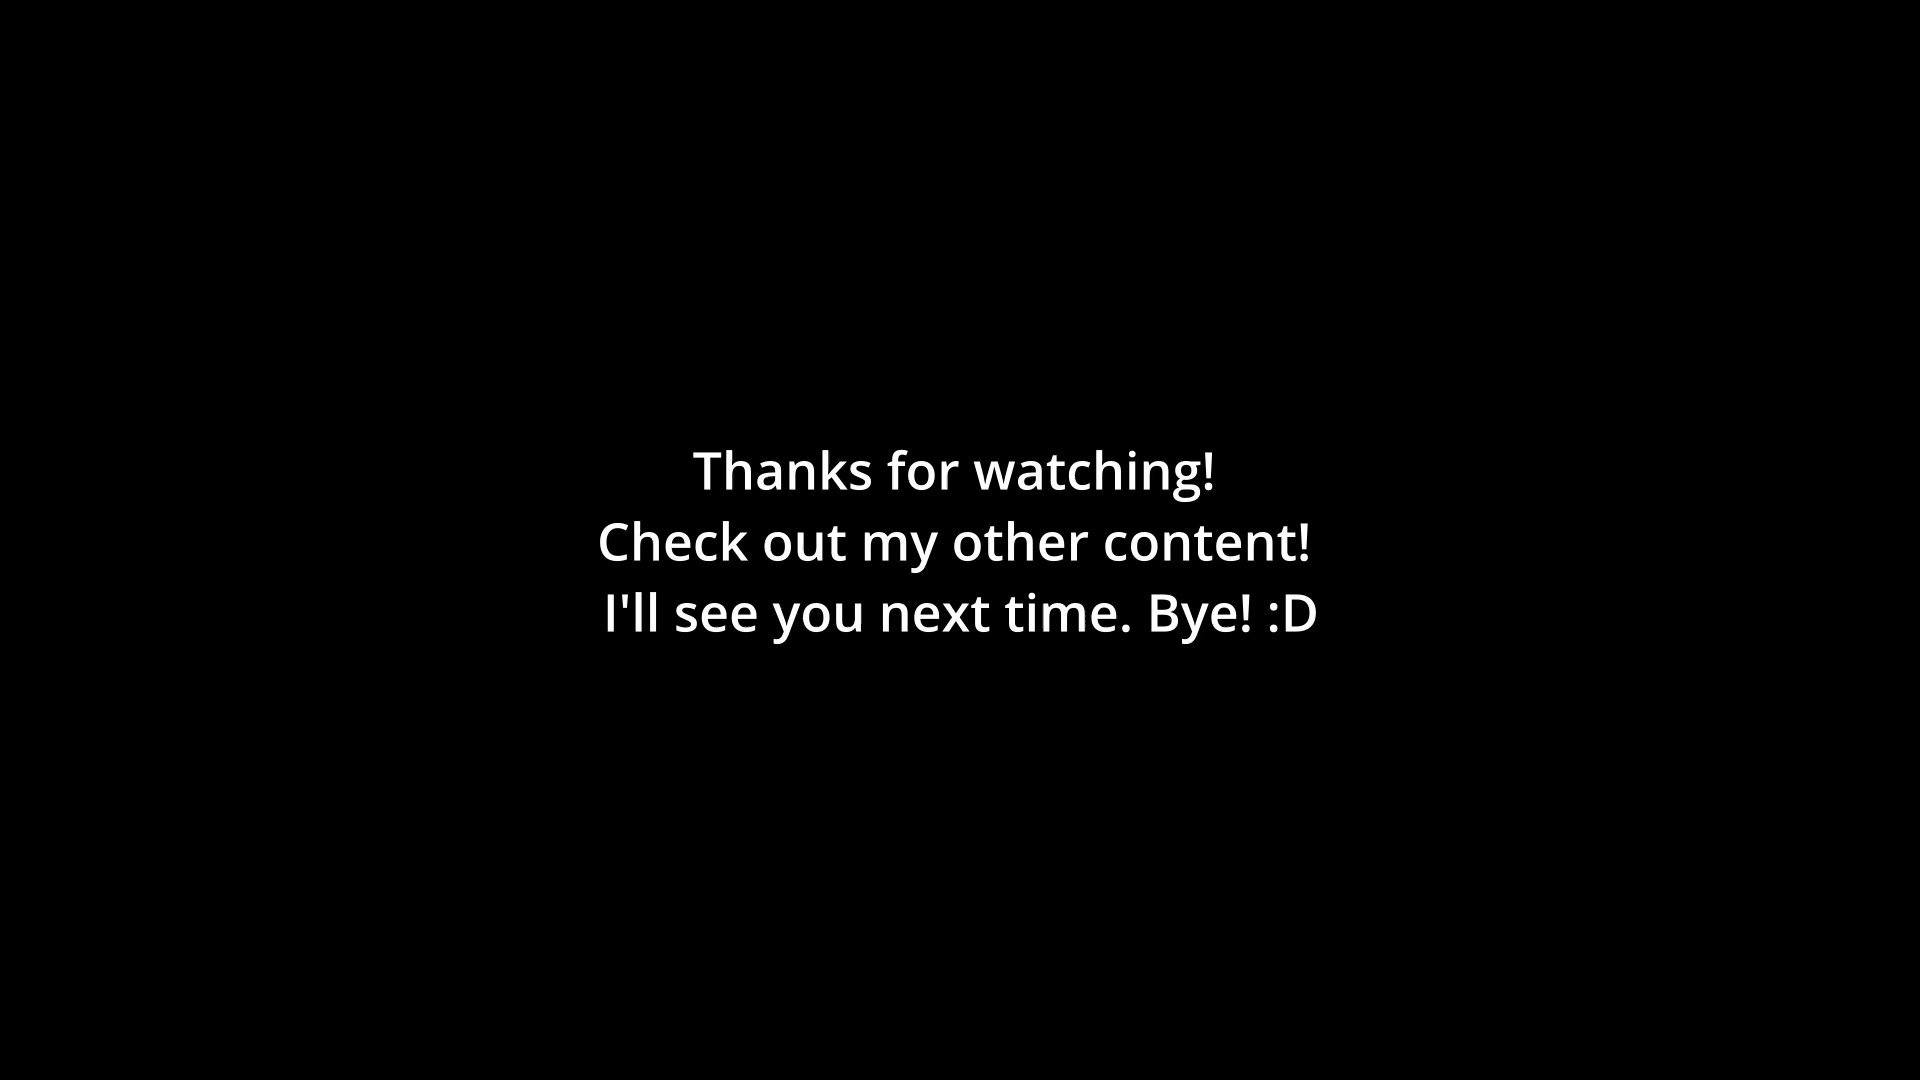 Thanks for watching!
Check out my other content!
I'll see you next time. Bye! :D